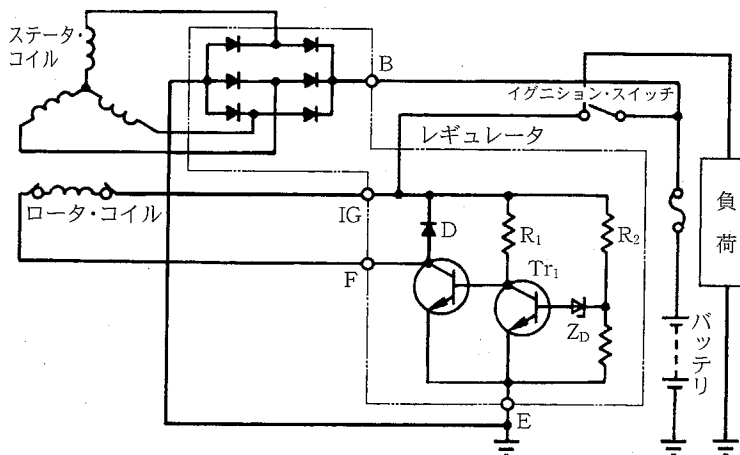 ステータ・
コイル
B
イグニション・スイッチ
レギュレータ
ロータ・コイル
IG
D
R1
R2
負
荷
F
Tr1
ZD
バッテリ
E